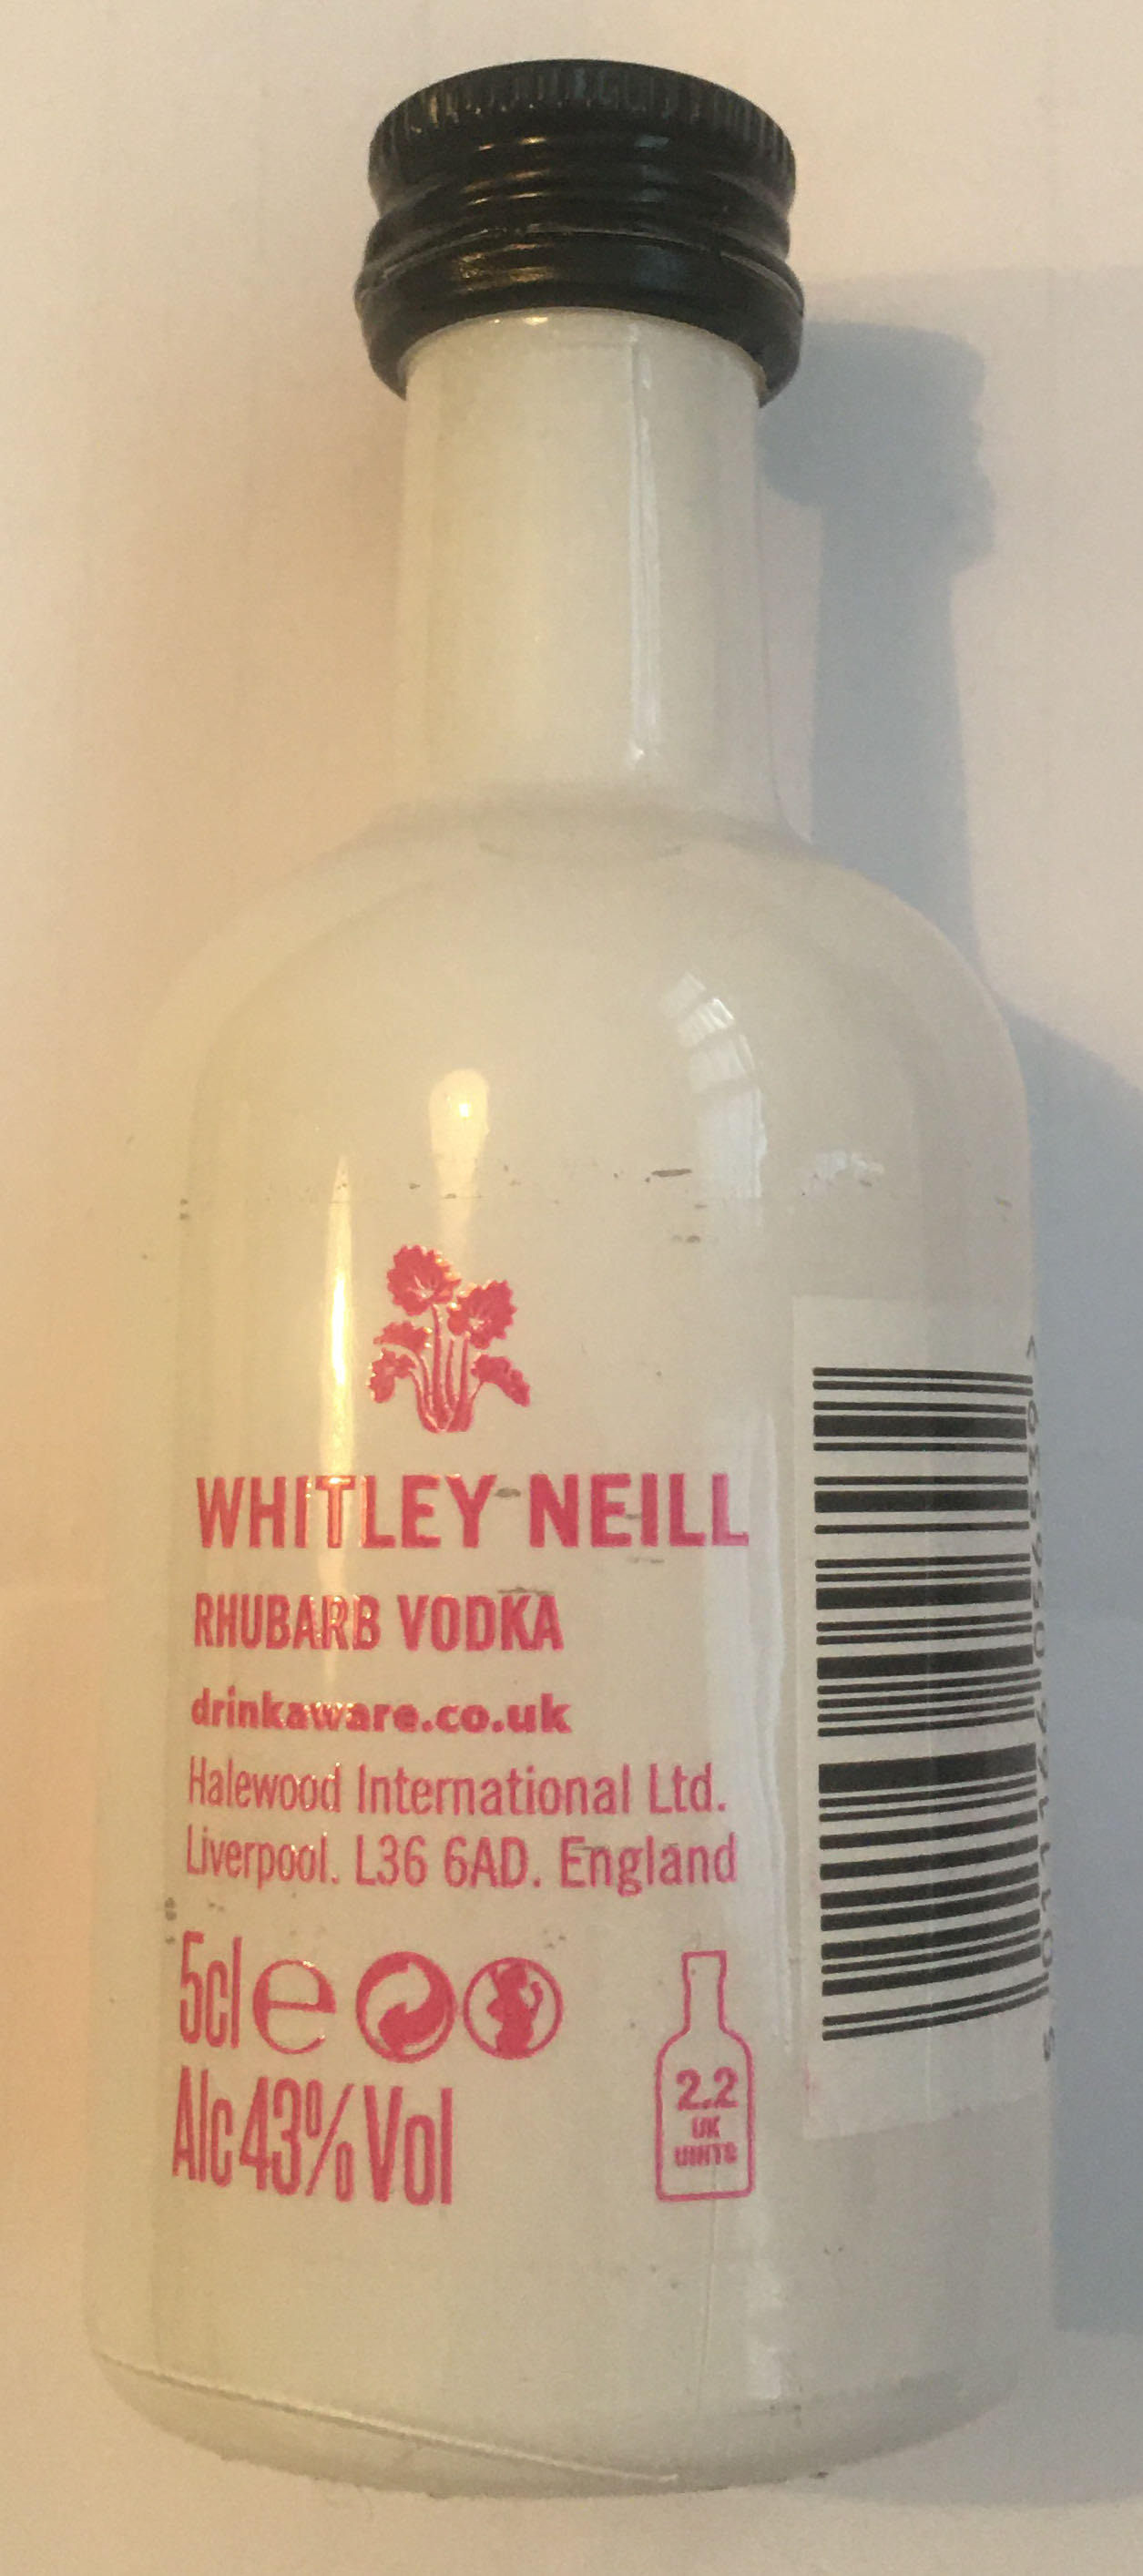 WHITLEY NEILL
RHUBARB VODKA
drinkaware.co.uk
Halewood International Ltd.
Liverpool. L36 6AD. England
5cl e
Alc 43% Vol
2.2
UK
UNITS